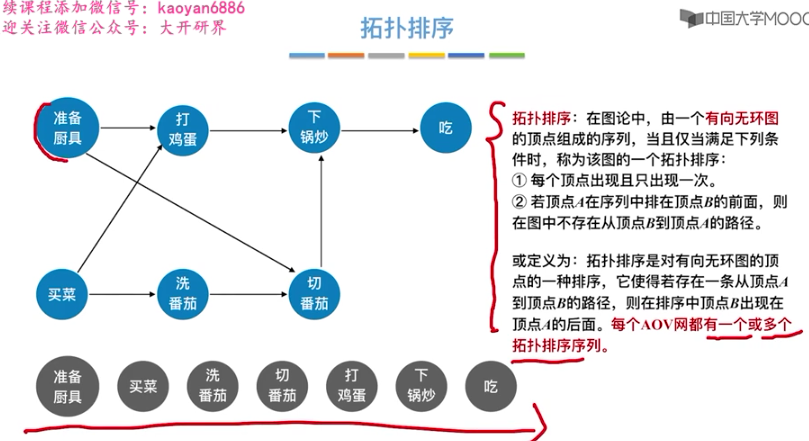 续课程添加微信号：kaoyan6886
迎关注微信公众号：大开研界
中国大学MOOC
拓扑排序
准备
厨具
打
鸡蛋
下
锅炒
吃
买菜
洗
番茄
切
番茄
拓扑排序：在图论中，由一个有向无环图
的顶点组成的序列，当且仅当满足下列条
件时，称为该图的一个拓扑排序：
① 每个顶点出现且只出现一次。
② 若顶点A在序列中排在顶点B的前面，则
在图中不存在从顶点B到顶点A的路径。
或定义为：拓扑排序是对有向无环图的顶
点的一种排序，它使得若存在一条从顶点A
到顶点B的路径，则在排序中顶点B出现在
顶点A的后面。每个AOV网都有一个或多个
拓扑排序序列。
准备
厨具
买菜
洗
番茄
切
番茄
打
鸡蛋
下
锅炒
吃